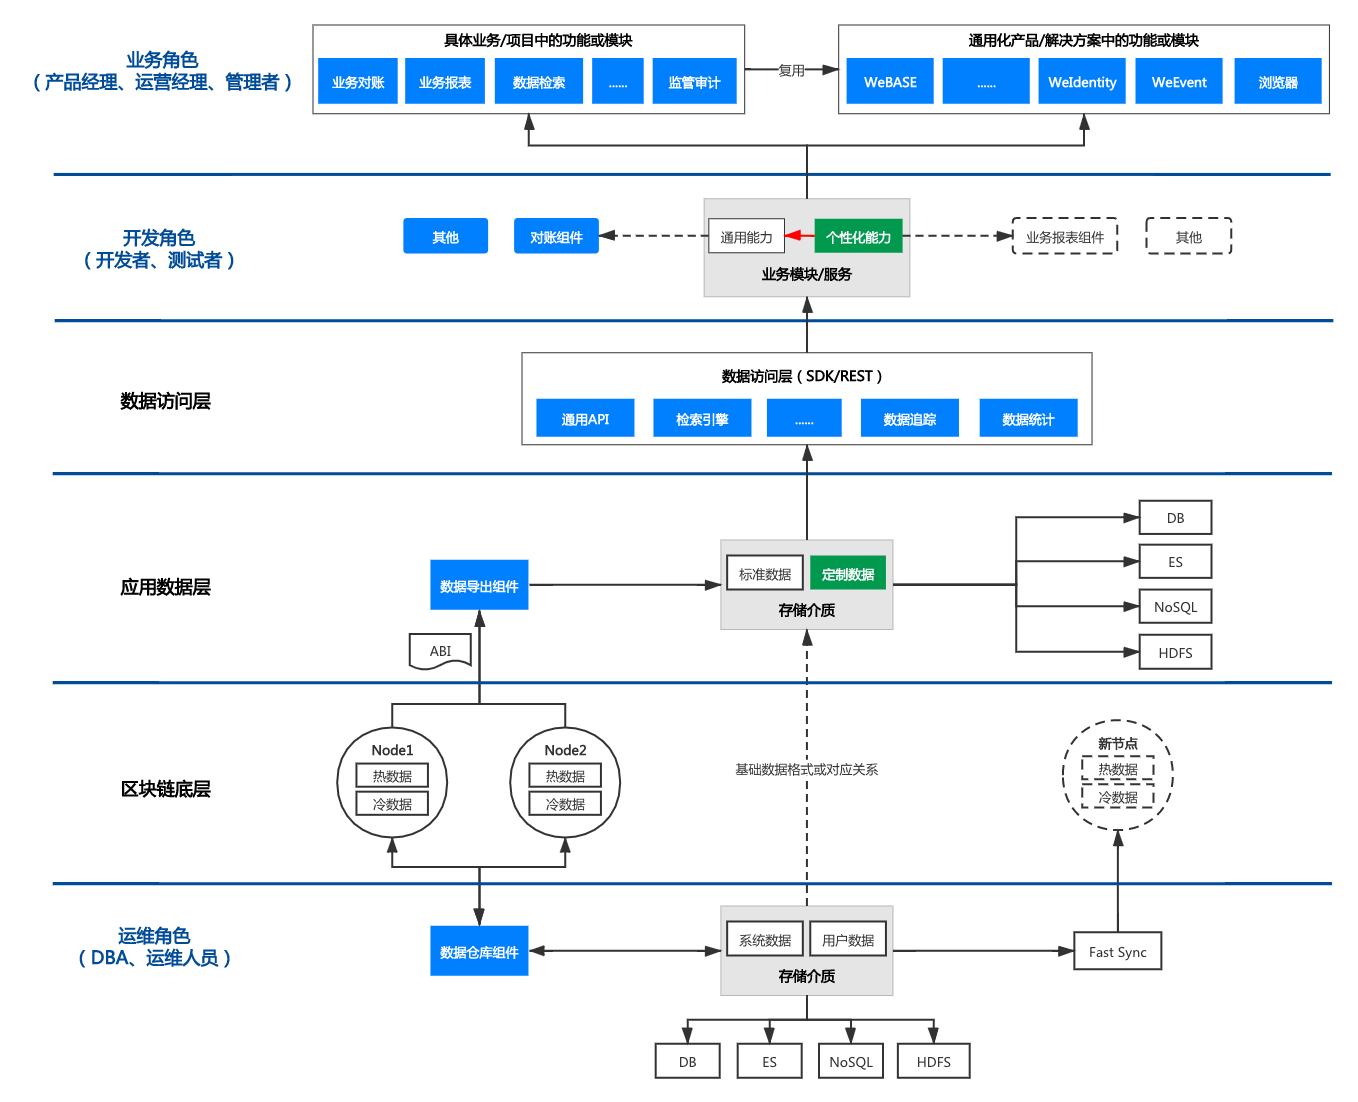 业务角色
（产品经理、运营经理、管理者）
具体业务/项目中的功能或模块
业务对账
业务报表
数据检索
......
监管审计
复用
通用化产品/解决方案中的功能或模块
WeBASE
......
WeIdentity
WeEvent
浏览器
开发角色
（开发者、测试者）
其他
对账组件
通用能力
个性化能力
业务模块/服务
业务报表组件
其他
数据访问层
数据访问层（SDK/REST）
通用API
检索引擎
......
数据追踪
数据统计
应用数据层
数据导出组件
ABI
标准数据
定制数据
存储介质
DB
ES
NoSQL
HDFS
区块链底层
Node1
热数据
冷数据
Node2
热数据
冷数据
基础数据格式或对应关系
新节点
热数据
冷数据
运维角色
（DBA、运维人员）
数据仓库组件
系统数据
用户数据
存储介质
Fast Sync
DB
ES
NoSQL
HDFS